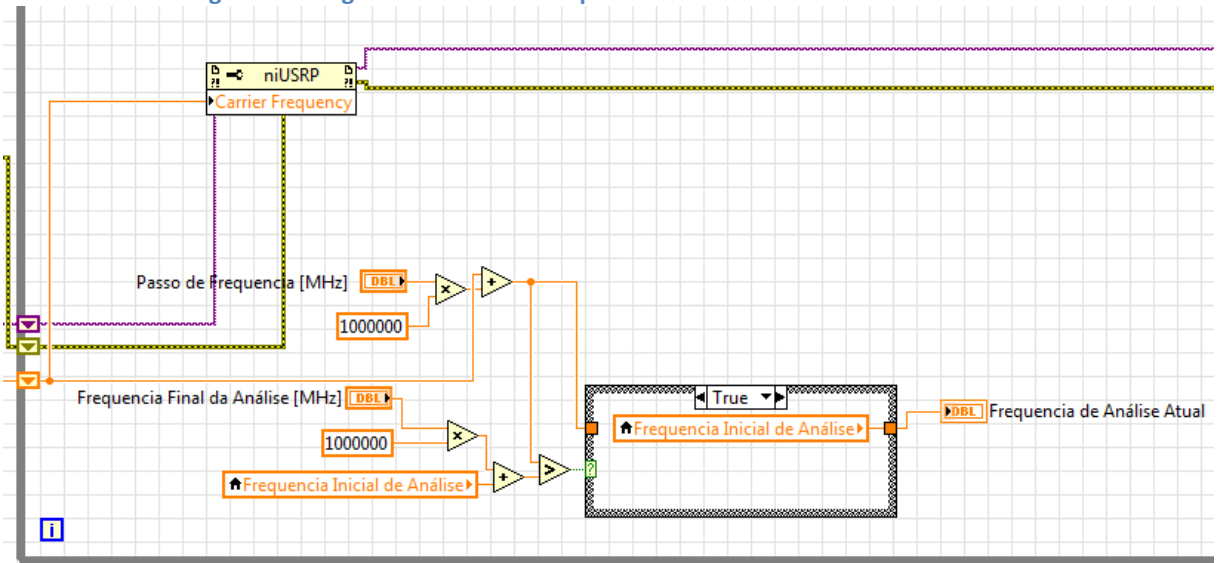 niUSRP
Carrier Frequency
Passo de Frequencia [MHz]
DBL
1000000
Frequencia Final da Análise [MHz]
DBL
True
DBL
Frequencia de Análise Atual
Frequencia Inicial de Análise
1000000
Frequencia Inicial de Análise
?
i